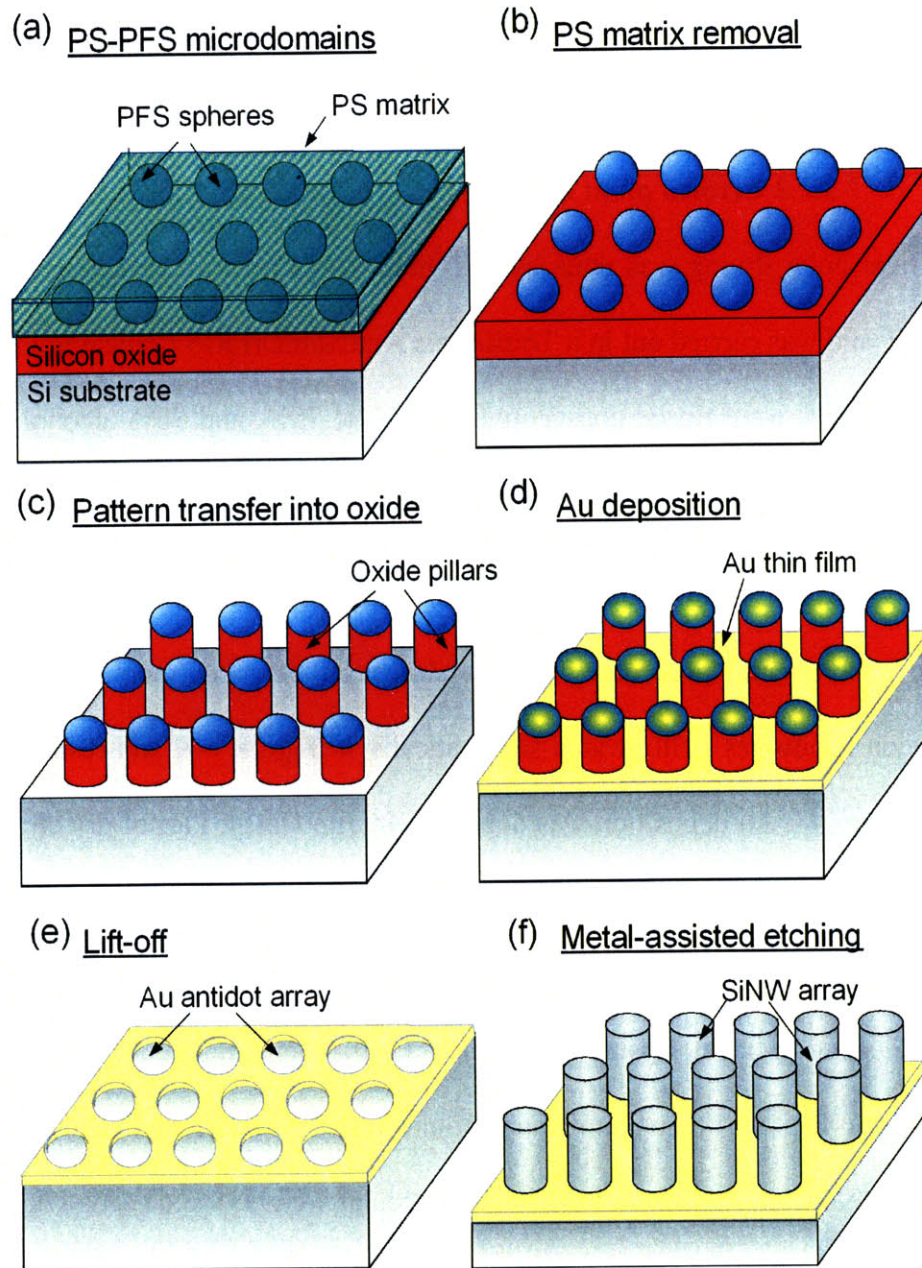 (a) PS-PFS microdomains
PFS spheres
PS matrix
Silicon oxide
Si substrate
(b) PS matrix removal
(c) Pattern transfer into oxide
Oxide pillars
(d) Au deposition
Au thin film
(e) Lift-off
Au antidot array
(f) Metal-assisted etching
SiNW array